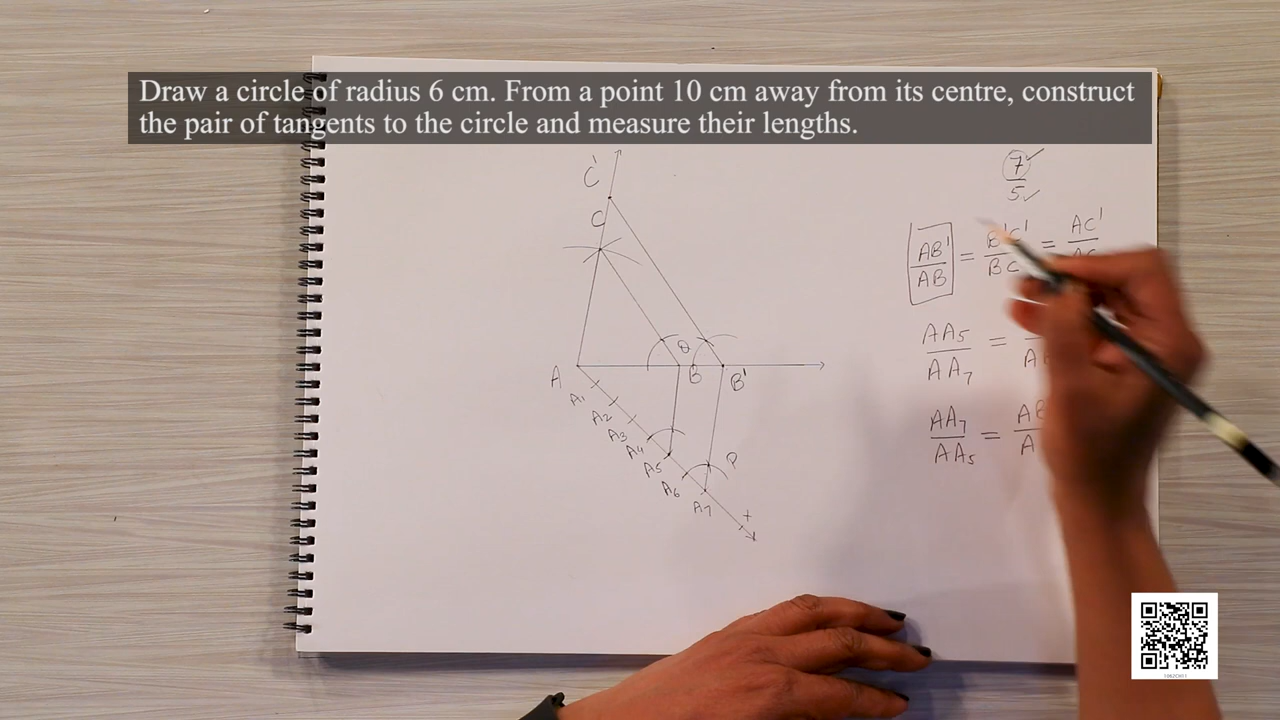 Draw a circle of radius 6 cm. From a point 10 cm away from its centre, construct
the pair of tangents to the circle and measure their lengths.
C'
C
A
B
B'
A1
A2
A3
A4
A5
A6
A7
P
7
5
AB' / AB = B'C' / BC = AC'
AA5 / AA7 =
AA7 / AA5 =